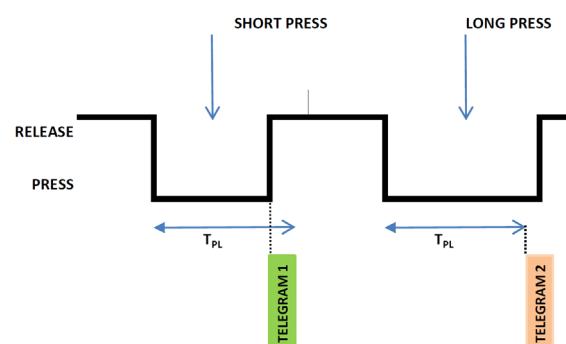 SHORT PRESS
LONG PRESS
RELEASE
PRESS
TPL
TPL
TELEGRAM 1
TELEGRAM 2